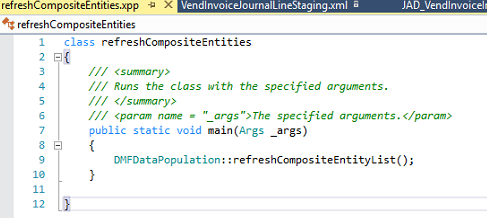 refreshCompositeEntities.xpp VendInvoiceJournalLineStaging.xml JAD_VendInvoiceI
refreshCompositeEntities
1 class refreshCompositeEntities
2 {
3 /// <summary>
4 /// Runs the class with the specified arguments.
5 /// </summary>
6 /// <param name = "_args">The specified arguments.</param>
7 public static void main(Args _args)
8 {
9 DMFDataPopulation::refreshCompositeEntityList();
10 }
11
12 }